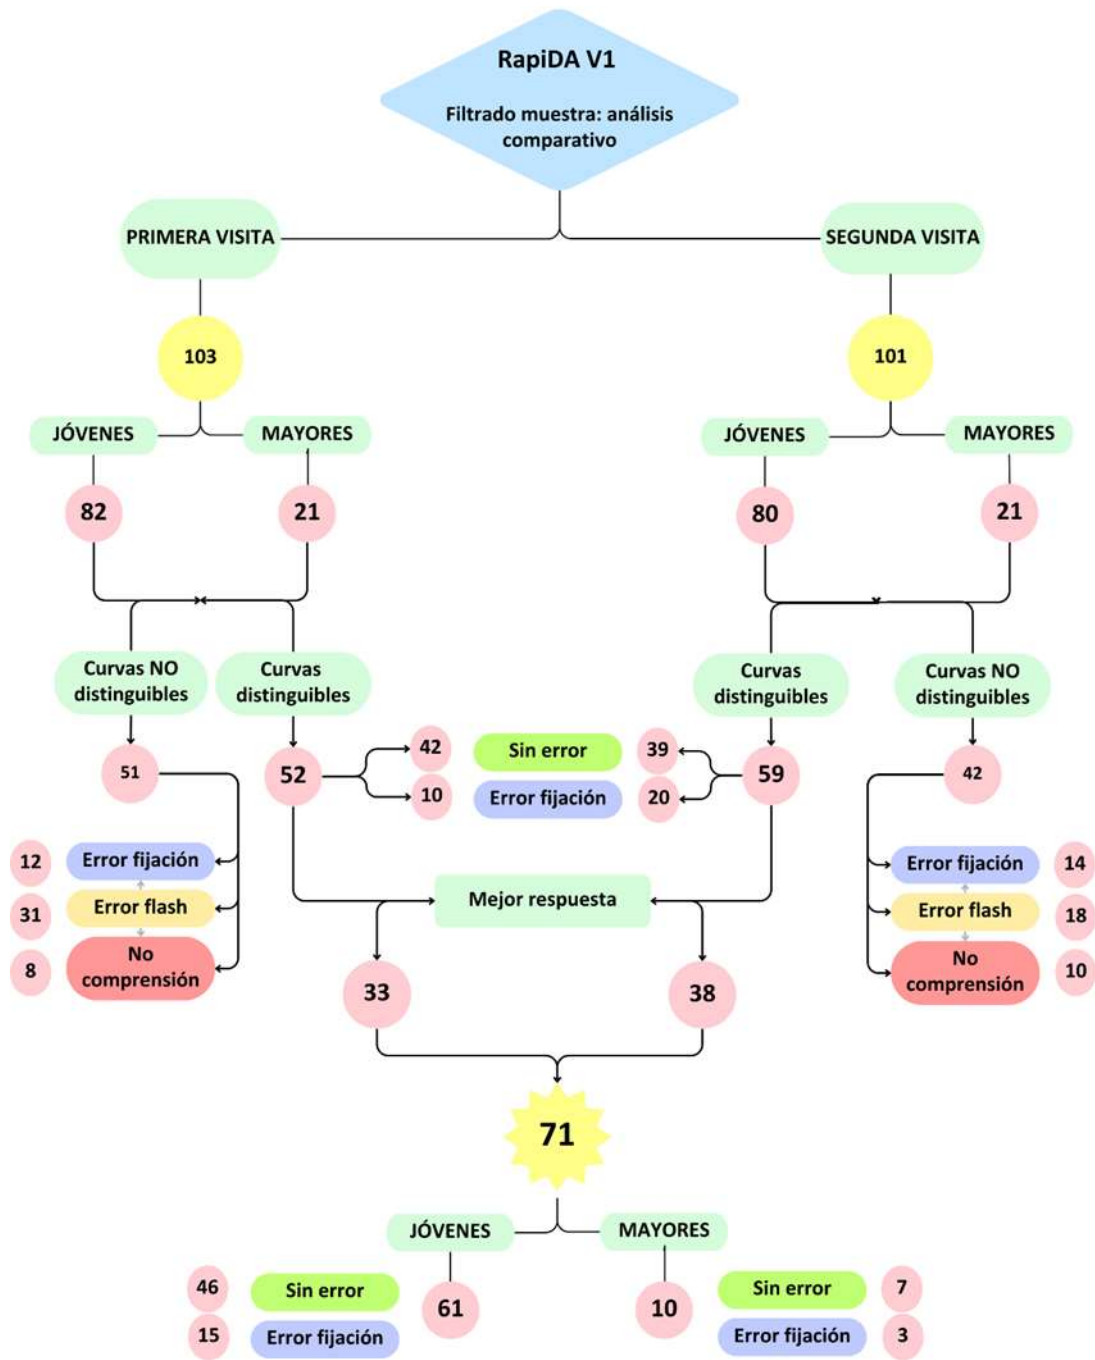 RapiDA V1
Filtrado muestra: análisis
comparativo
PRIMERA VISITA
SEGUNDA VISITA
103
101
JÓVENES
MAYORES
JÓVENES
MAYORES
82
21
80
21
Curvas NO
distinguibles
Curvas
distinguibles
Curvas
distinguibles
Curvas NO
distinguibles
51
52
42
Sin error
39
10
Error fijación
20
59
42
12
Error fijación
31
Error flash
8
No
comprensión
Mejor respuesta
Error fijación
14
Error flash
18
No
comprensión
10
33
38
71
JÓVENES
MAYORES
46
Sin error
15
Error fijación
61
10
Sin error
7
Error fijación
3